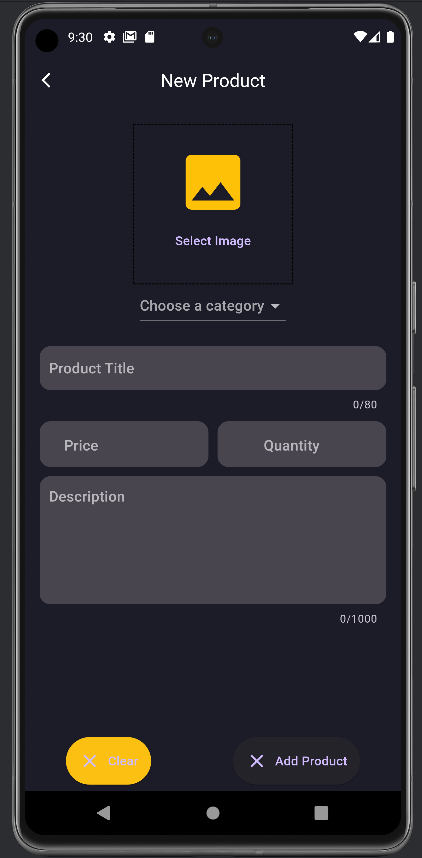 9:30
New Product
Select Image
Choose a category
Product Title
0/80
Price Quantity
Description
0/1000
Clear Add Product